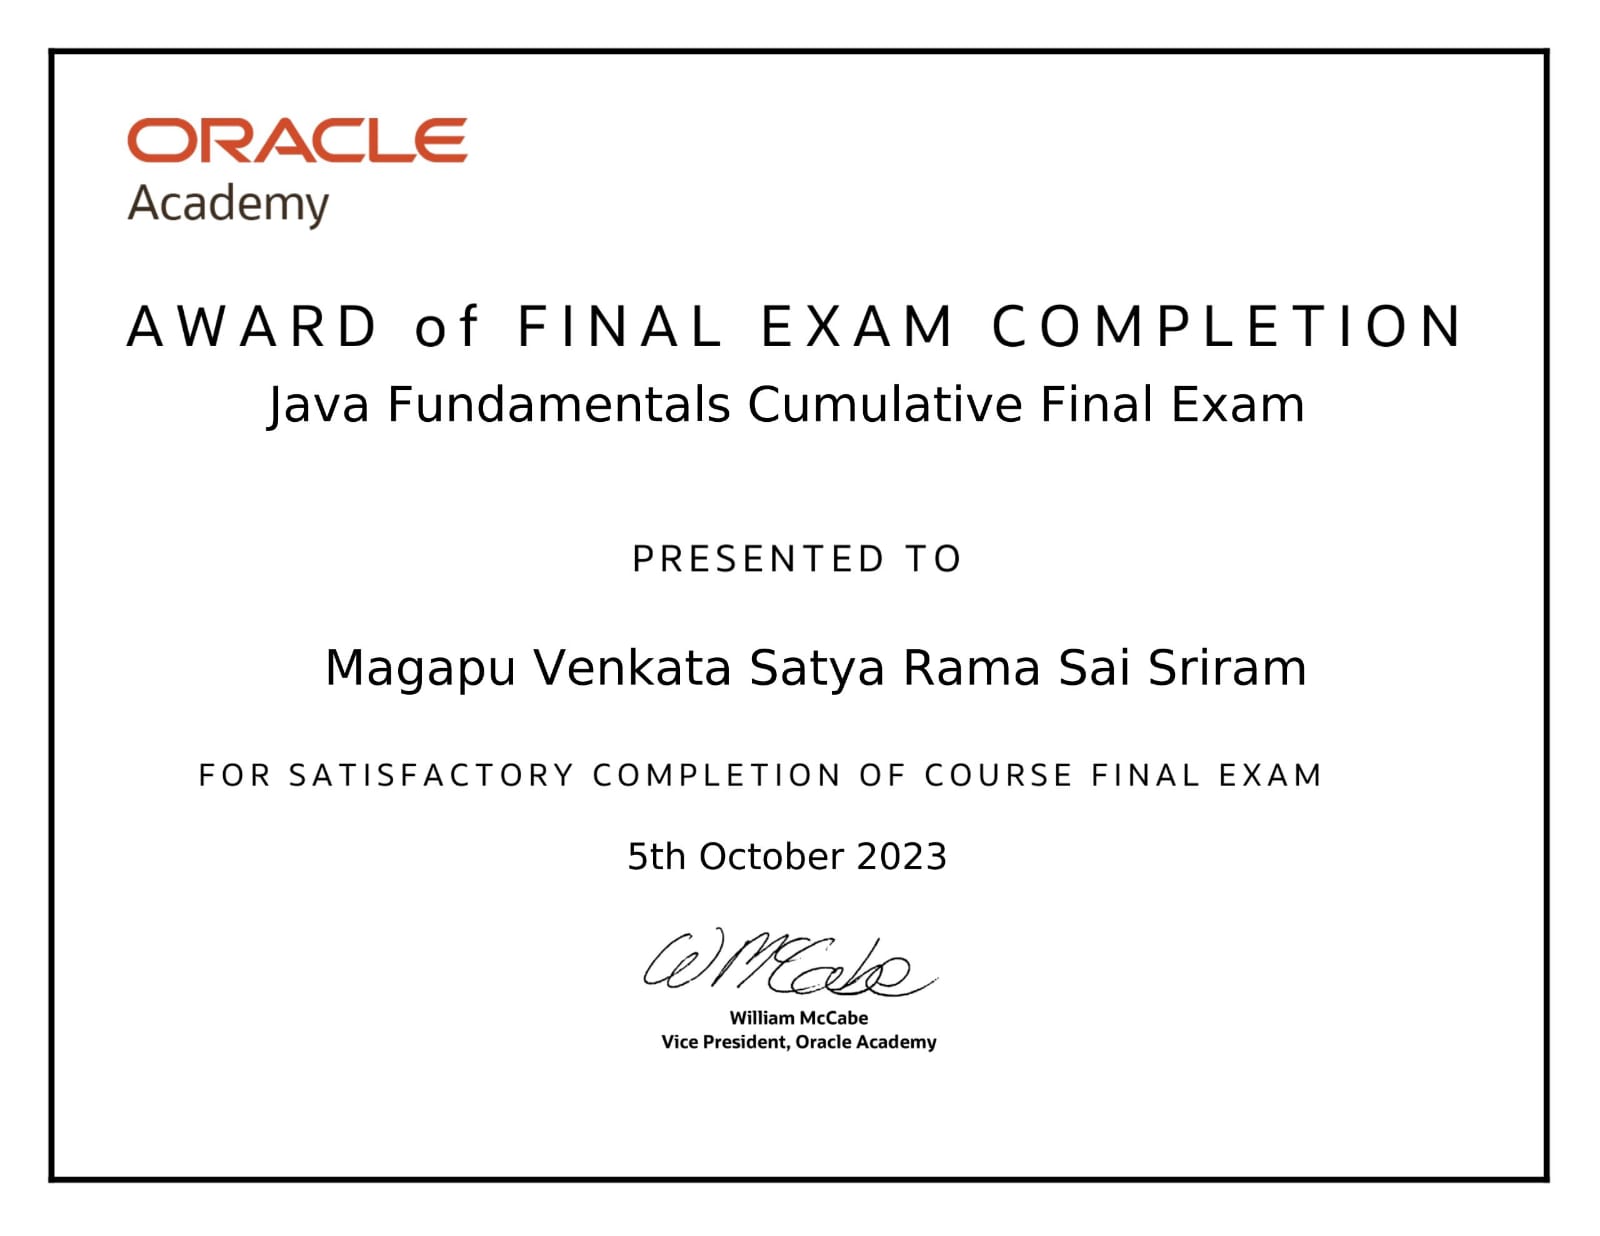 ORACLE
Academy
AWARD of FINAL EXAM COMPLETION
Java Fundamentals Cumulative Final Exam
PRESENTED TO
Magapu Venkata Satya Rama Sai Sriram
FOR SATISFACTORY COMPLETION OF COURSE FINAL EXAM
5th October 2023
W McCabe
William McCabe
Vice President, Oracle Academy